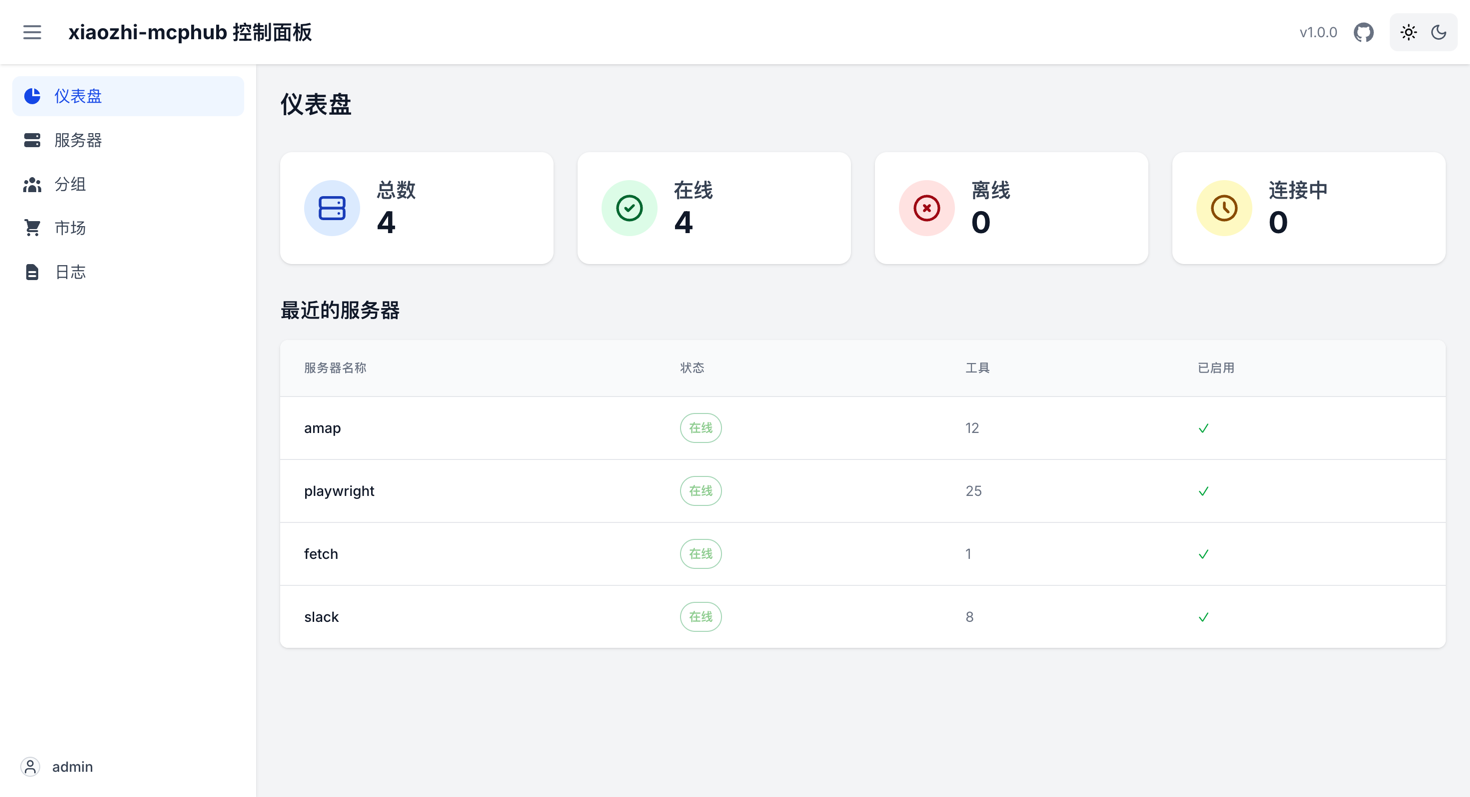 xiaozhi-mcphub 控制面板
v1.0.0
仪表盘
服务器
分组
市场
日志
admin
仪表盘
总数
4
在线
4
离线
0
连接中
0
最近的服务器
服务器名称 状态 工具 已启用
amap 在线 12
playwright 在线 25
fetch 在线 1
slack 在线 8